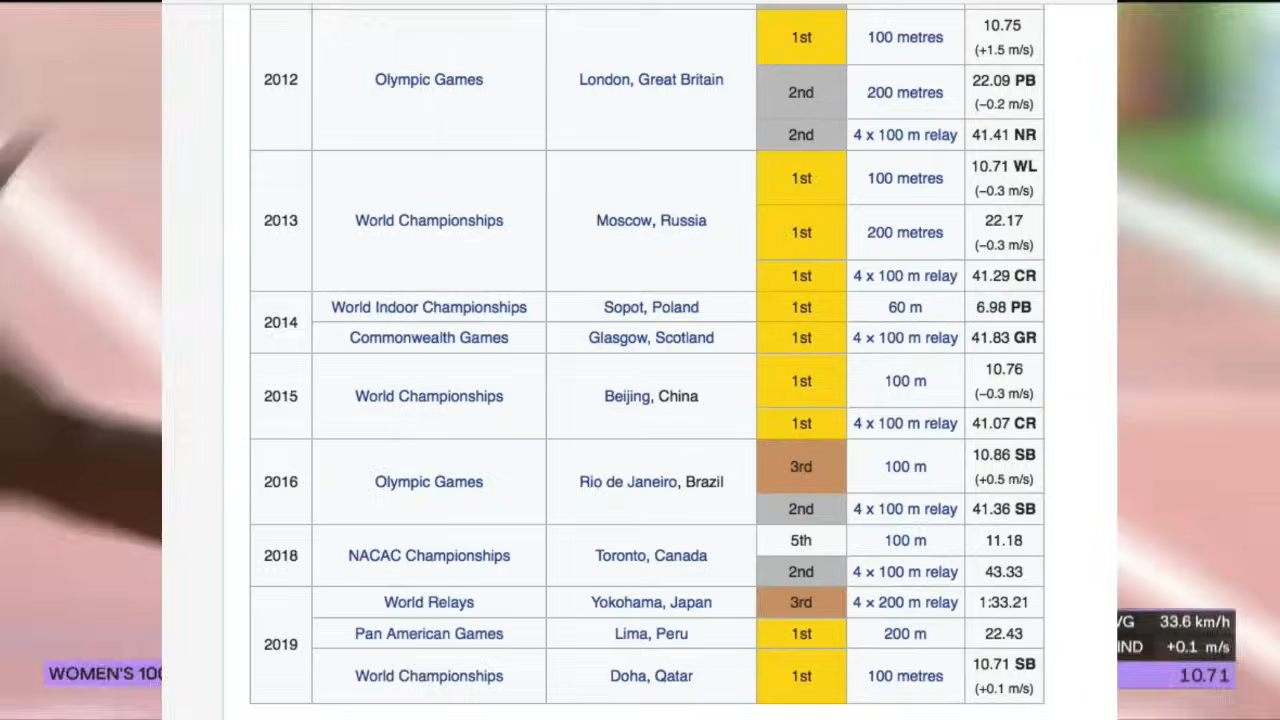 1st 100 metres 10.75
(+1.5 m/s)
2012 Olympic Games London, Great Britain 2nd 200 metres 22.09 PB
(−0.2 m/s)
2nd 4 x 100 m relay 41.41 NR
1st 100 metres 10.71 WL
(−0.3 m/s)
2013 World Championships Moscow, Russia 1st 200 metres 22.17
(−0.3 m/s)
1st 4 x 100 m relay 41.29 CR
2014 World Indoor Championships Sopot, Poland 1st 60 m 6.98 PB
Commonwealth Games Glasgow, Scotland 1st 4 × 100 m relay 41.83 GR
2015 World Championships Beijing, China 1st 100 m 10.76
(−0.3 m/s)
1st 4 x 100 m relay 41.07 CR
2016 Olympic Games Rio de Janeiro, Brazil 3rd 100 m 10.86 SB
(+0.5 m/s)
2nd 4 × 100 m relay 41.36 SB
2018 NACAC Championships Toronto, Canada 5th 100 m 11.18
2nd 4 × 100 m relay 43.33
2019 World Relays Yokohama, Japan 3rd 4 × 200 m relay 1:33.21
Pan American Games Lima, Peru 1st 200 m 22.43
World Championships Doha, Qatar 1st 100 metres 10.71 SB
(+0.1 m/s)
WOMEN'S 100
VG 33.6 km/h
IND +0.1 m/s
10.71